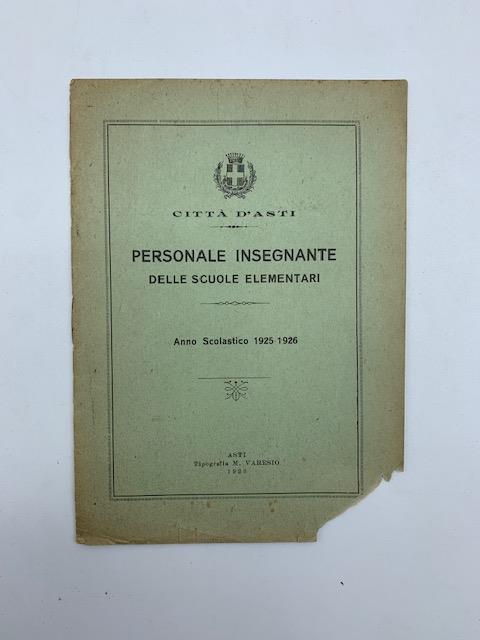 CITTÀ D'ASTI
PERSONALE INSEGNANTE
DELLE SCUOLE ELEMENTARI
Anno Scolastico 1925-1926
ASTI
Tipografia M. VARESIO